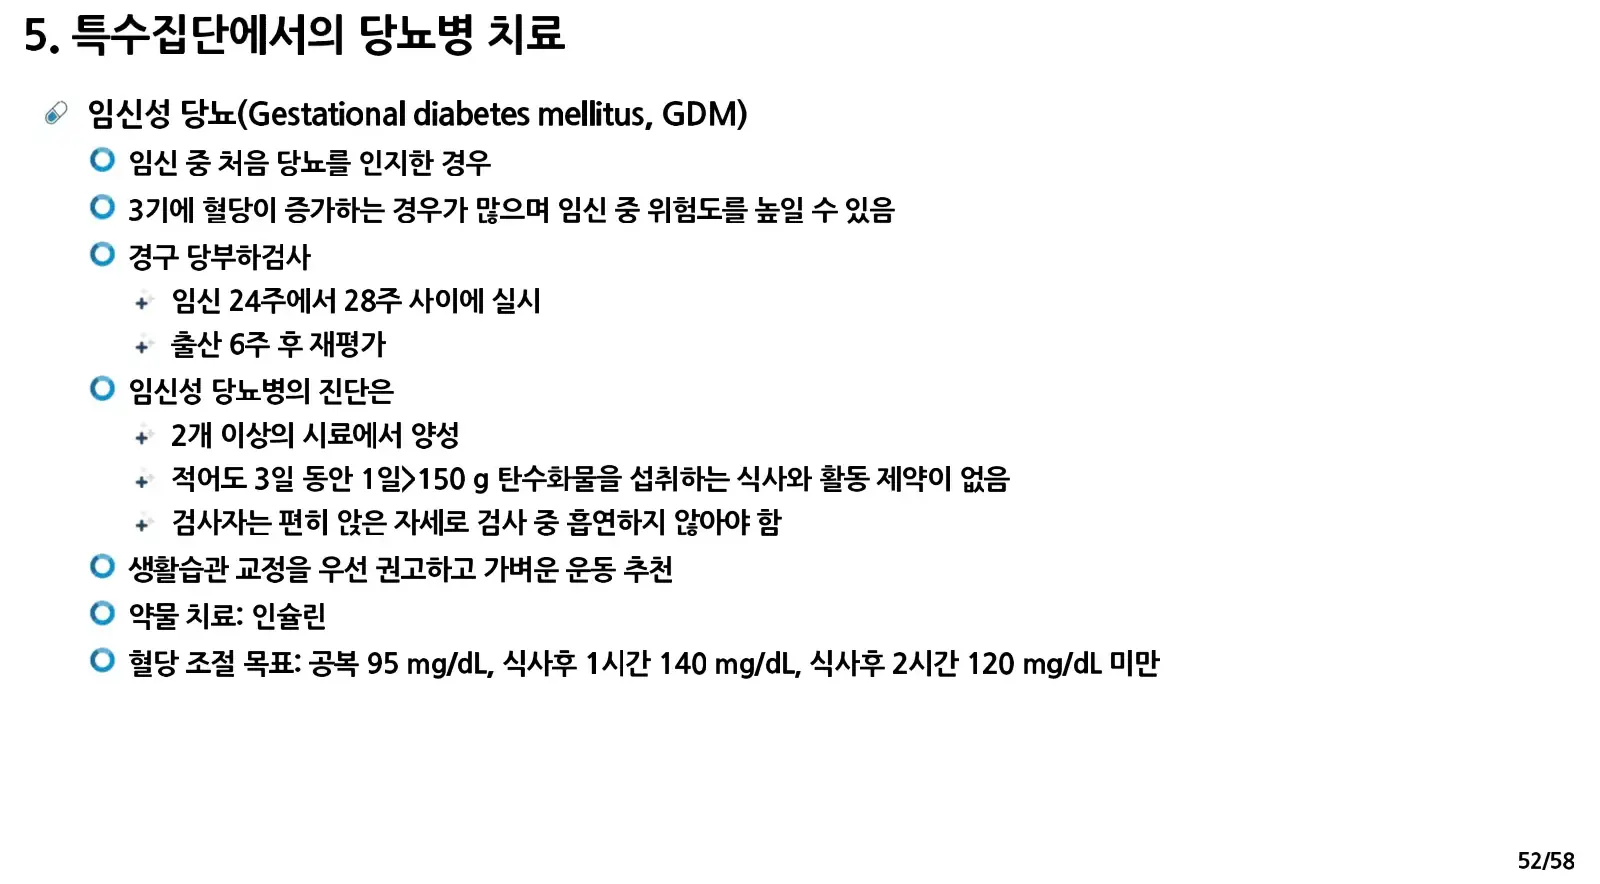 5. 특수집단에서의 당뇨병 치료
임신성 당뇨(Gestational diabetes mellitus, GDM)
임신 중 처음 당뇨를 인지한 경우
3기에 혈당이 증가하는 경우가 많으며 임신 중 위험도를 높일 수 있음
경구 당부하검사
임신 24주에서 28주 사이에 실시
출산 6주 후 재평가
임신성 당뇨병의 진단은
2개 이상의 시료에서 양성
적어도 3일 동안 1일>150 g 탄수화물을 섭취하는 식사와 활동 제약이 없음
검사자는 편히 앉은 자세로 검사 중 흡연하지 않아야 함
생활습관 교정을 우선 권고하고 가벼운 운동 추천
약물 치료: 인슐린
혈당 조절 목표: 공복 95 mg/dL, 식사후 1시간 140 mg/dL, 식사후 2시간 120 mg/dL 미만
52/58